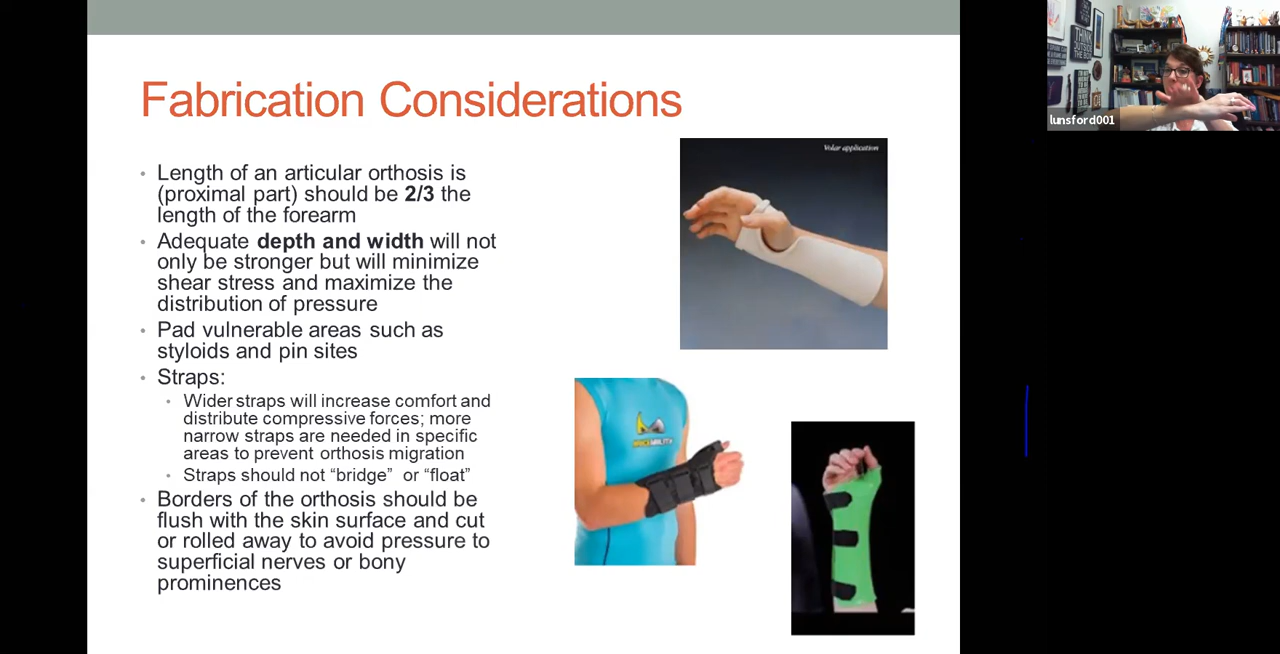 Fabrication Considerations
• Length of an articular orthosis is
(proximal part) should be 2/3 the
length of the forearm
• Adequate depth and width will not
only be stronger but will minimize
shear stress and maximize the
distribution of pressure
• Pad vulnerable areas such as
styloids and pin sites
• Straps:
• Wider straps will increase comfort and
distribute compressive forces; more
narrow straps are needed in specific
areas to prevent orthosis migration
• Straps should not “bridge” or “float”
• Borders of the orthosis should be
flush with the skin surface and cut
or rolled away to avoid pressure to
superficial nerves or bony
prominences
Volar application
THINK
OUTSIDE
THE BOX
lunsford001